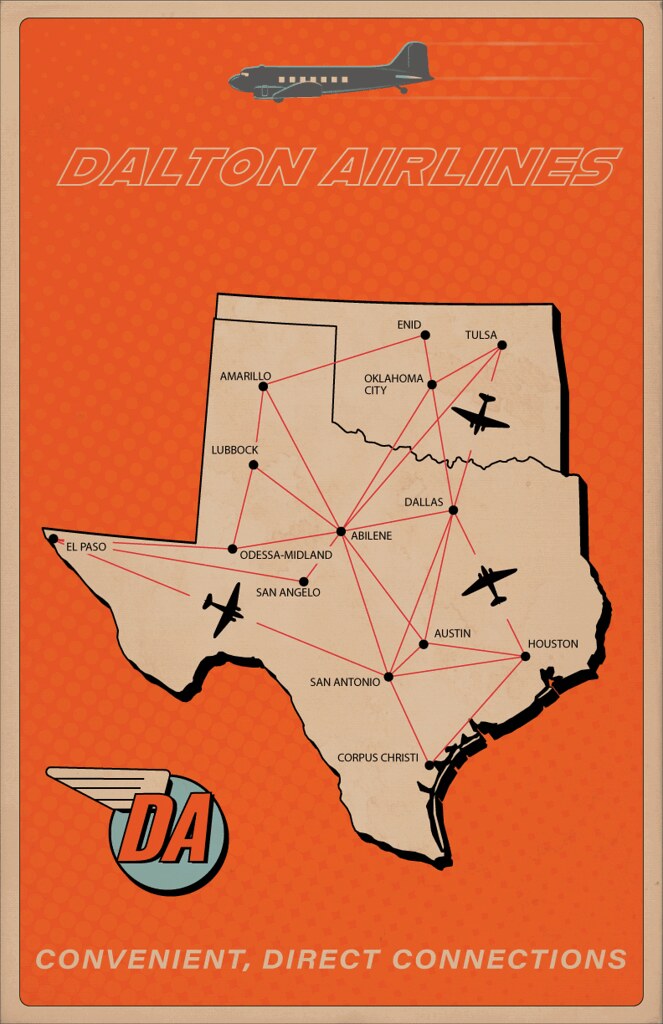 DALTON AIRLINES
ENID
TULSA
AMARILLO
OKLAHOMA
CITY
LUBBOCK
DALLAS
ABILENE
EL PASO
ODESSA-MIDLAND
SAN ANGELO
AUSTIN
HOUSTON
SAN ANTONIO
CORPUS CHRISTI
DA
CONVENIENT, DIRECT CONNECTIONS